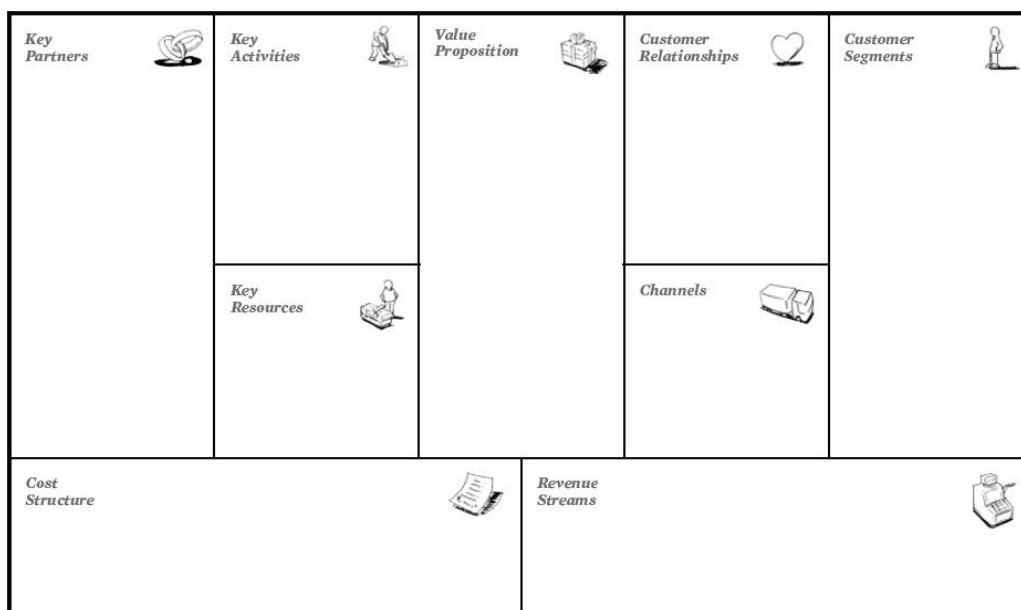 Key
Partners
Key
Activities
Value
Proposition
Customer
Relationships
Customer
Segments
Key
Resources
Channels
Cost
Structure
Revenue
Streams